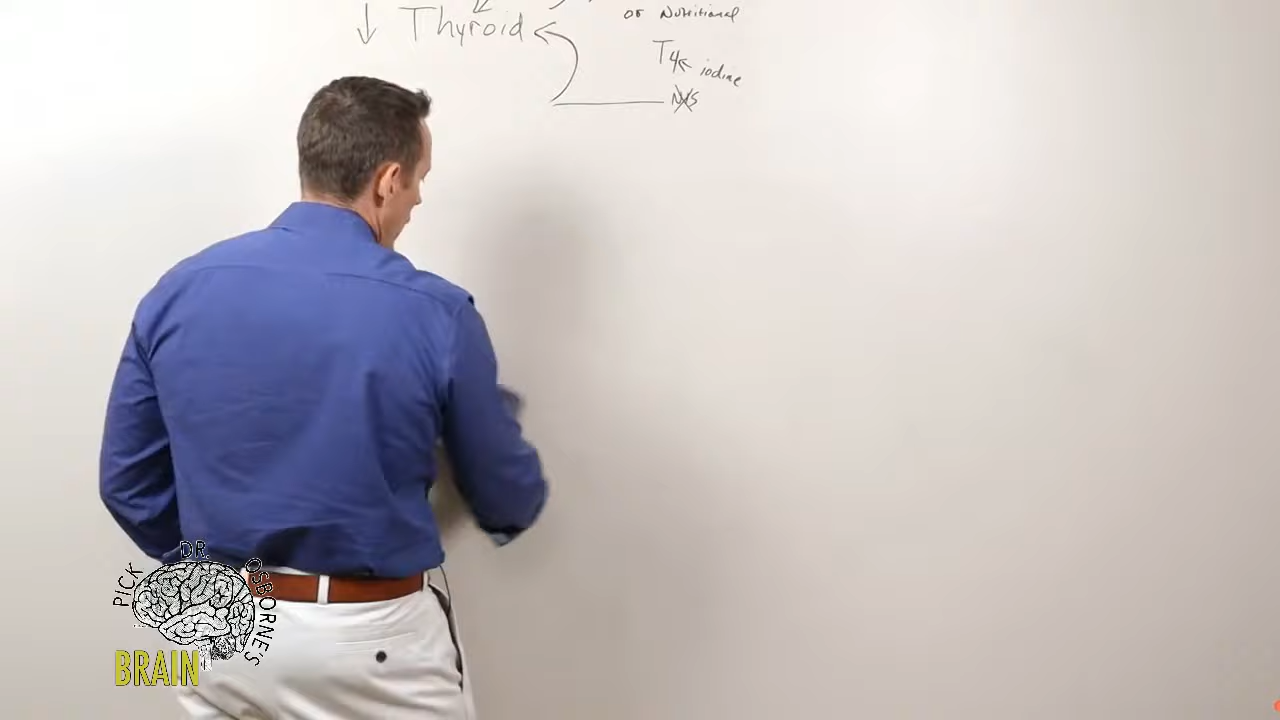 or Nutritional
↓ Thyroid
T4 ← iodine
PICK DR. OSBORNE'S
BRAIN